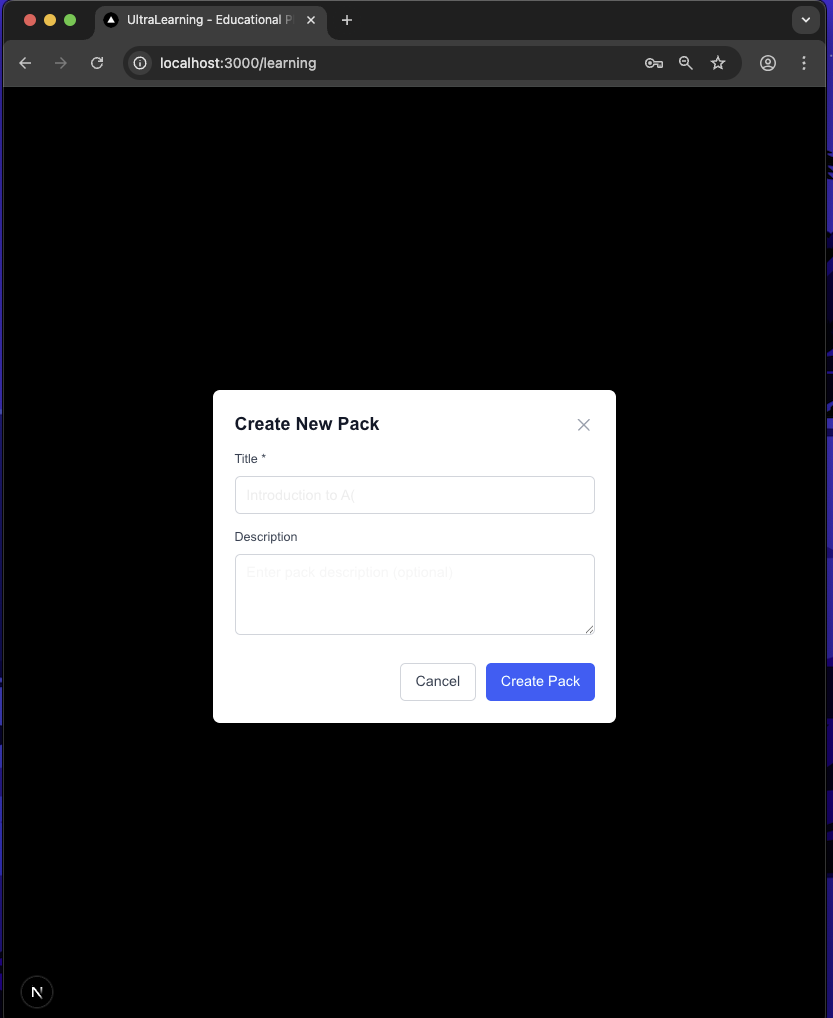 UltraLearning - Educational P
localhost:3000/learning
Create New Pack
Title *
Introduction to A(
Description
Enter pack description (optional)
Cancel
Create Pack
N